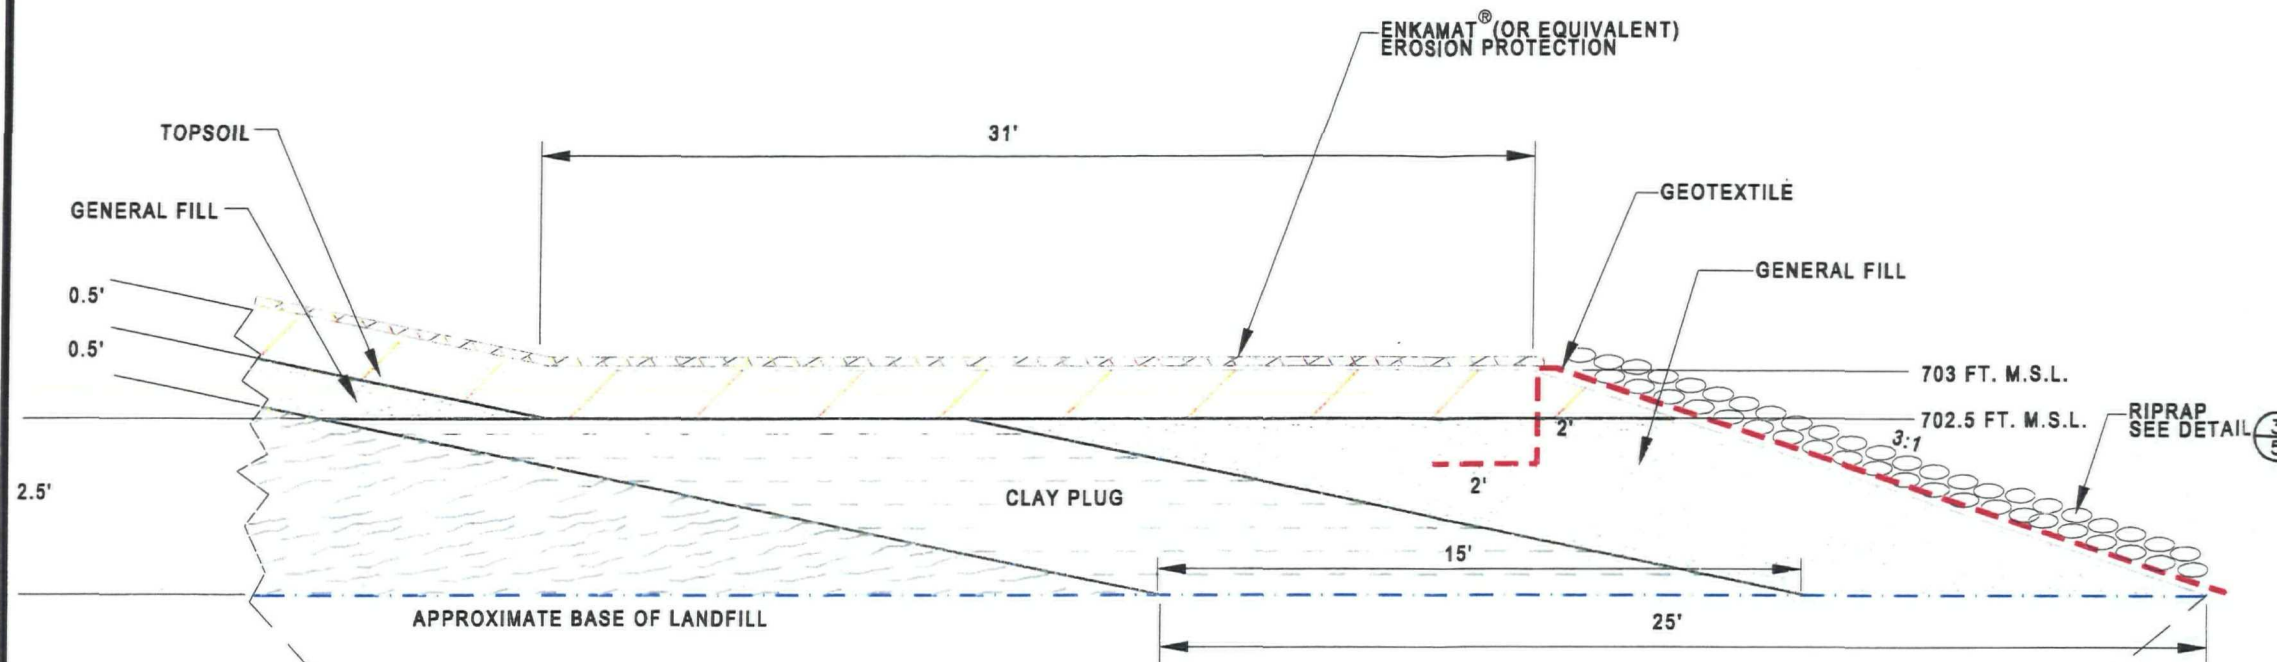 ENKAMAT® (OR EQUIVALENT)
EROSION PROTECTION
TOPSOIL
31'
GEOTEXTILE
GENERAL FILL
GENERAL FILL
0.5'
0.5'
703 FT. M.S.L.
702.5 FT. M.S.L.
RIPRAP
SEE DETAIL
2'
3:1
2'
2.5'
CLAY PLUG
15'
APPROXIMATE BASE OF LANDFILL
25'